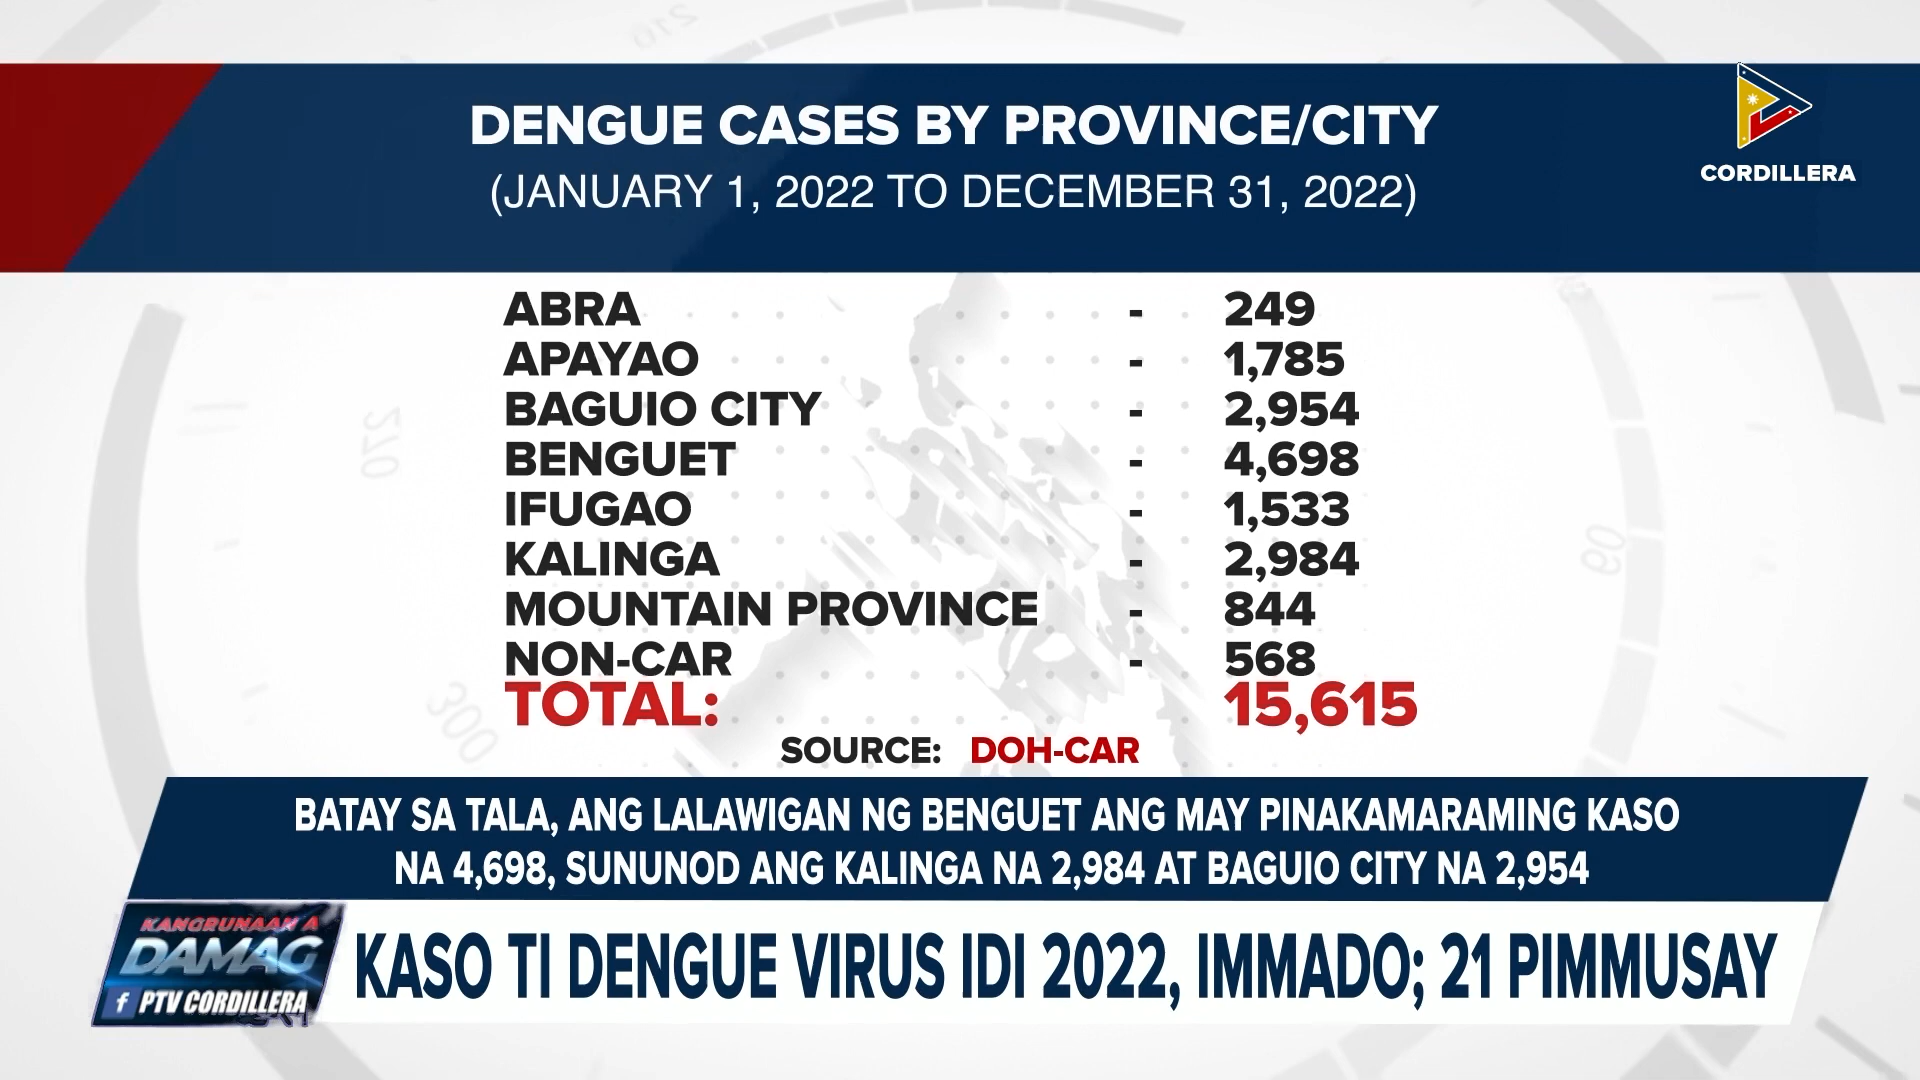 DENGUE CASES BY PROVINCE/CITY
(JANUARY 1, 2022 TO DECEMBER 31, 2022)
CORDILLERA
ABRA - 249
APAYAO - 1,785
BAGUIO CITY - 2,954
BENGUET - 4,698
IFUGAO - 1,533
KALINGA - 2,984
MOUNTAIN PROVINCE - 844
NON-CAR - 568
TOTAL: 15,615
SOURCE: DOH-CAR
270
300
60
210
BATAY SA TALA, ANG LALAWIGAN NG BENGUET ANG MAY PINAKAMARAMING KASO
NA 4,698, SUNUNOD ANG KALINGA NA 2,984 AT BAGUIO CITY NA 2,954
KANGRUNAAN A
DAMAG
f PTV CORDILLERA
KASO TI DENGUE VIRUS IDI 2022, IMMADO; 21 PIMMUSAY